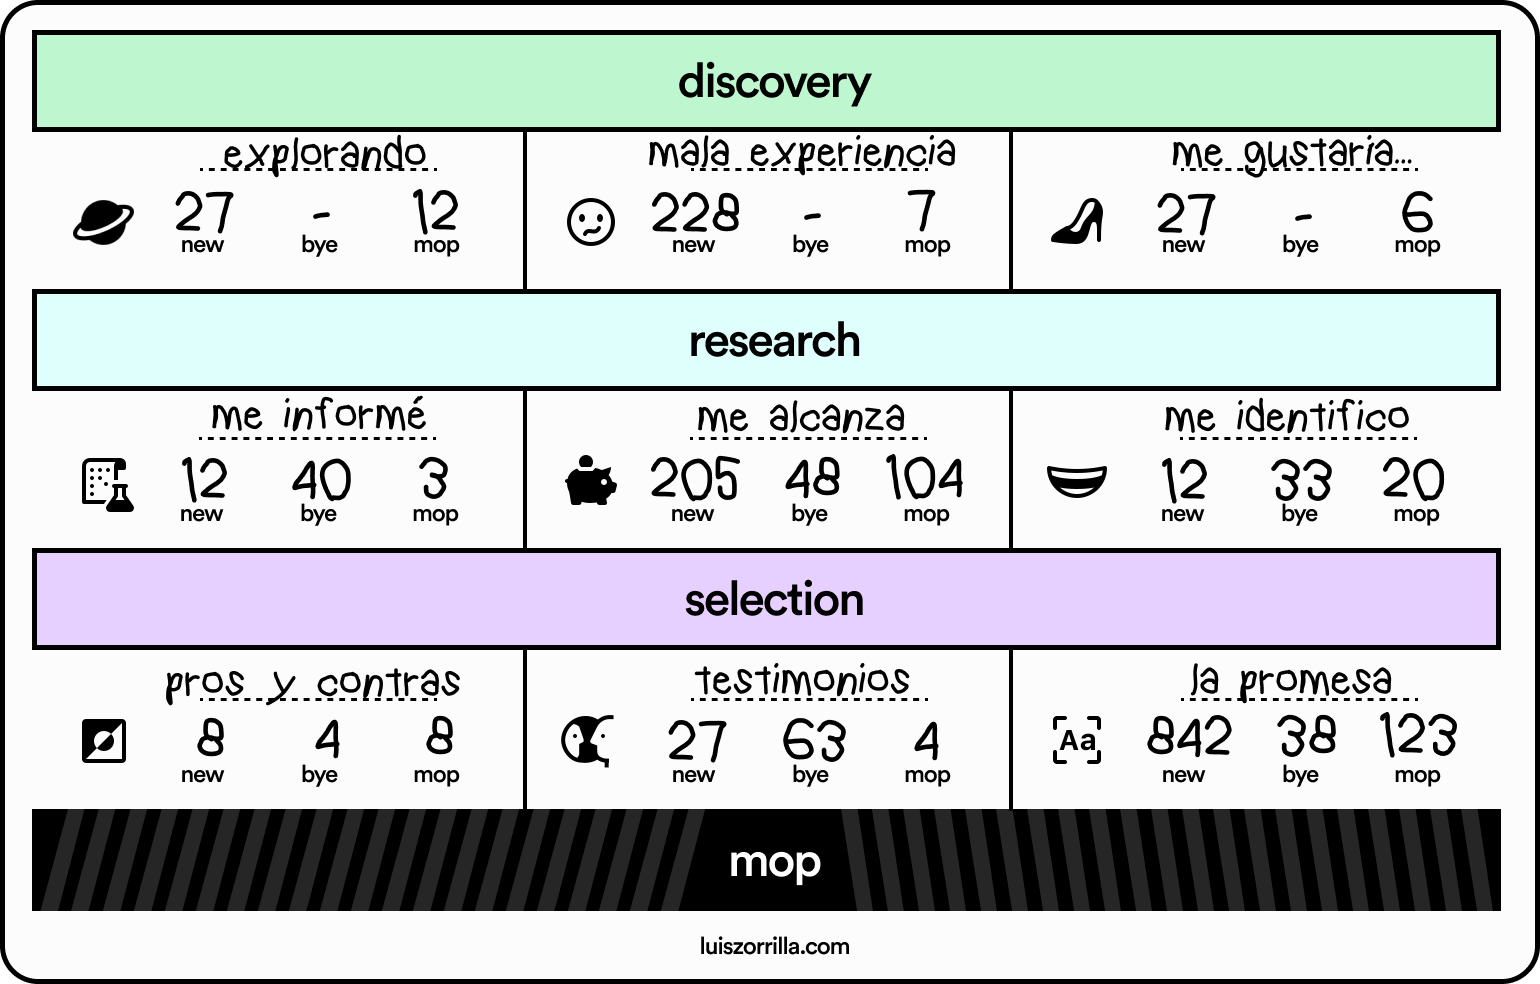 discovery
explorando
27 - 12
new bye mop
mala experiencia
228 - 7
new bye mop
me gustaria...
27 - 6
new bye mop
research
me informé
12 40 3
new bye mop
me alcanza
205 48 104
new bye mop
me identifico
12 33 20
new bye mop
selection
pros y contras
8 4 8
new bye mop
testimonios
27 63 4
new bye mop
la promesa
Aa
842 38 123
new bye mop
mop
luiszorrilla.com